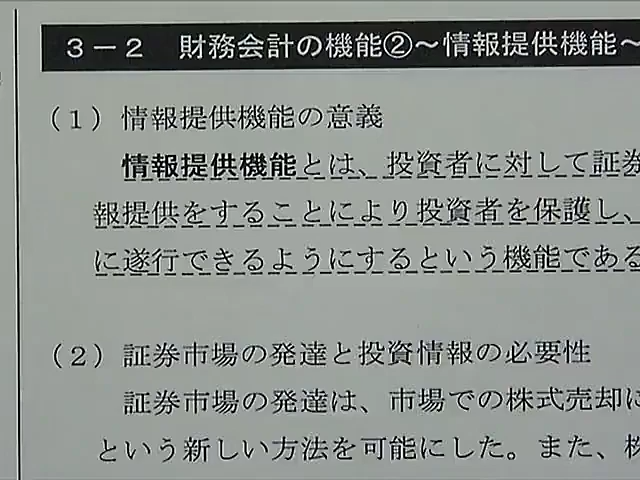 3－2　財務会計の機能②～情報提供機能～
(1) 情報提供機能の意義
情報提供機能とは、投資者に対して証券
報提供をすることにより投資者を保護し、
に遂行できるようにするという機能である
(2) 証券市場の発達と投資情報の必要性
証券市場の発達は、市場での株式売却に
という新しい方法を可能にした。また、株